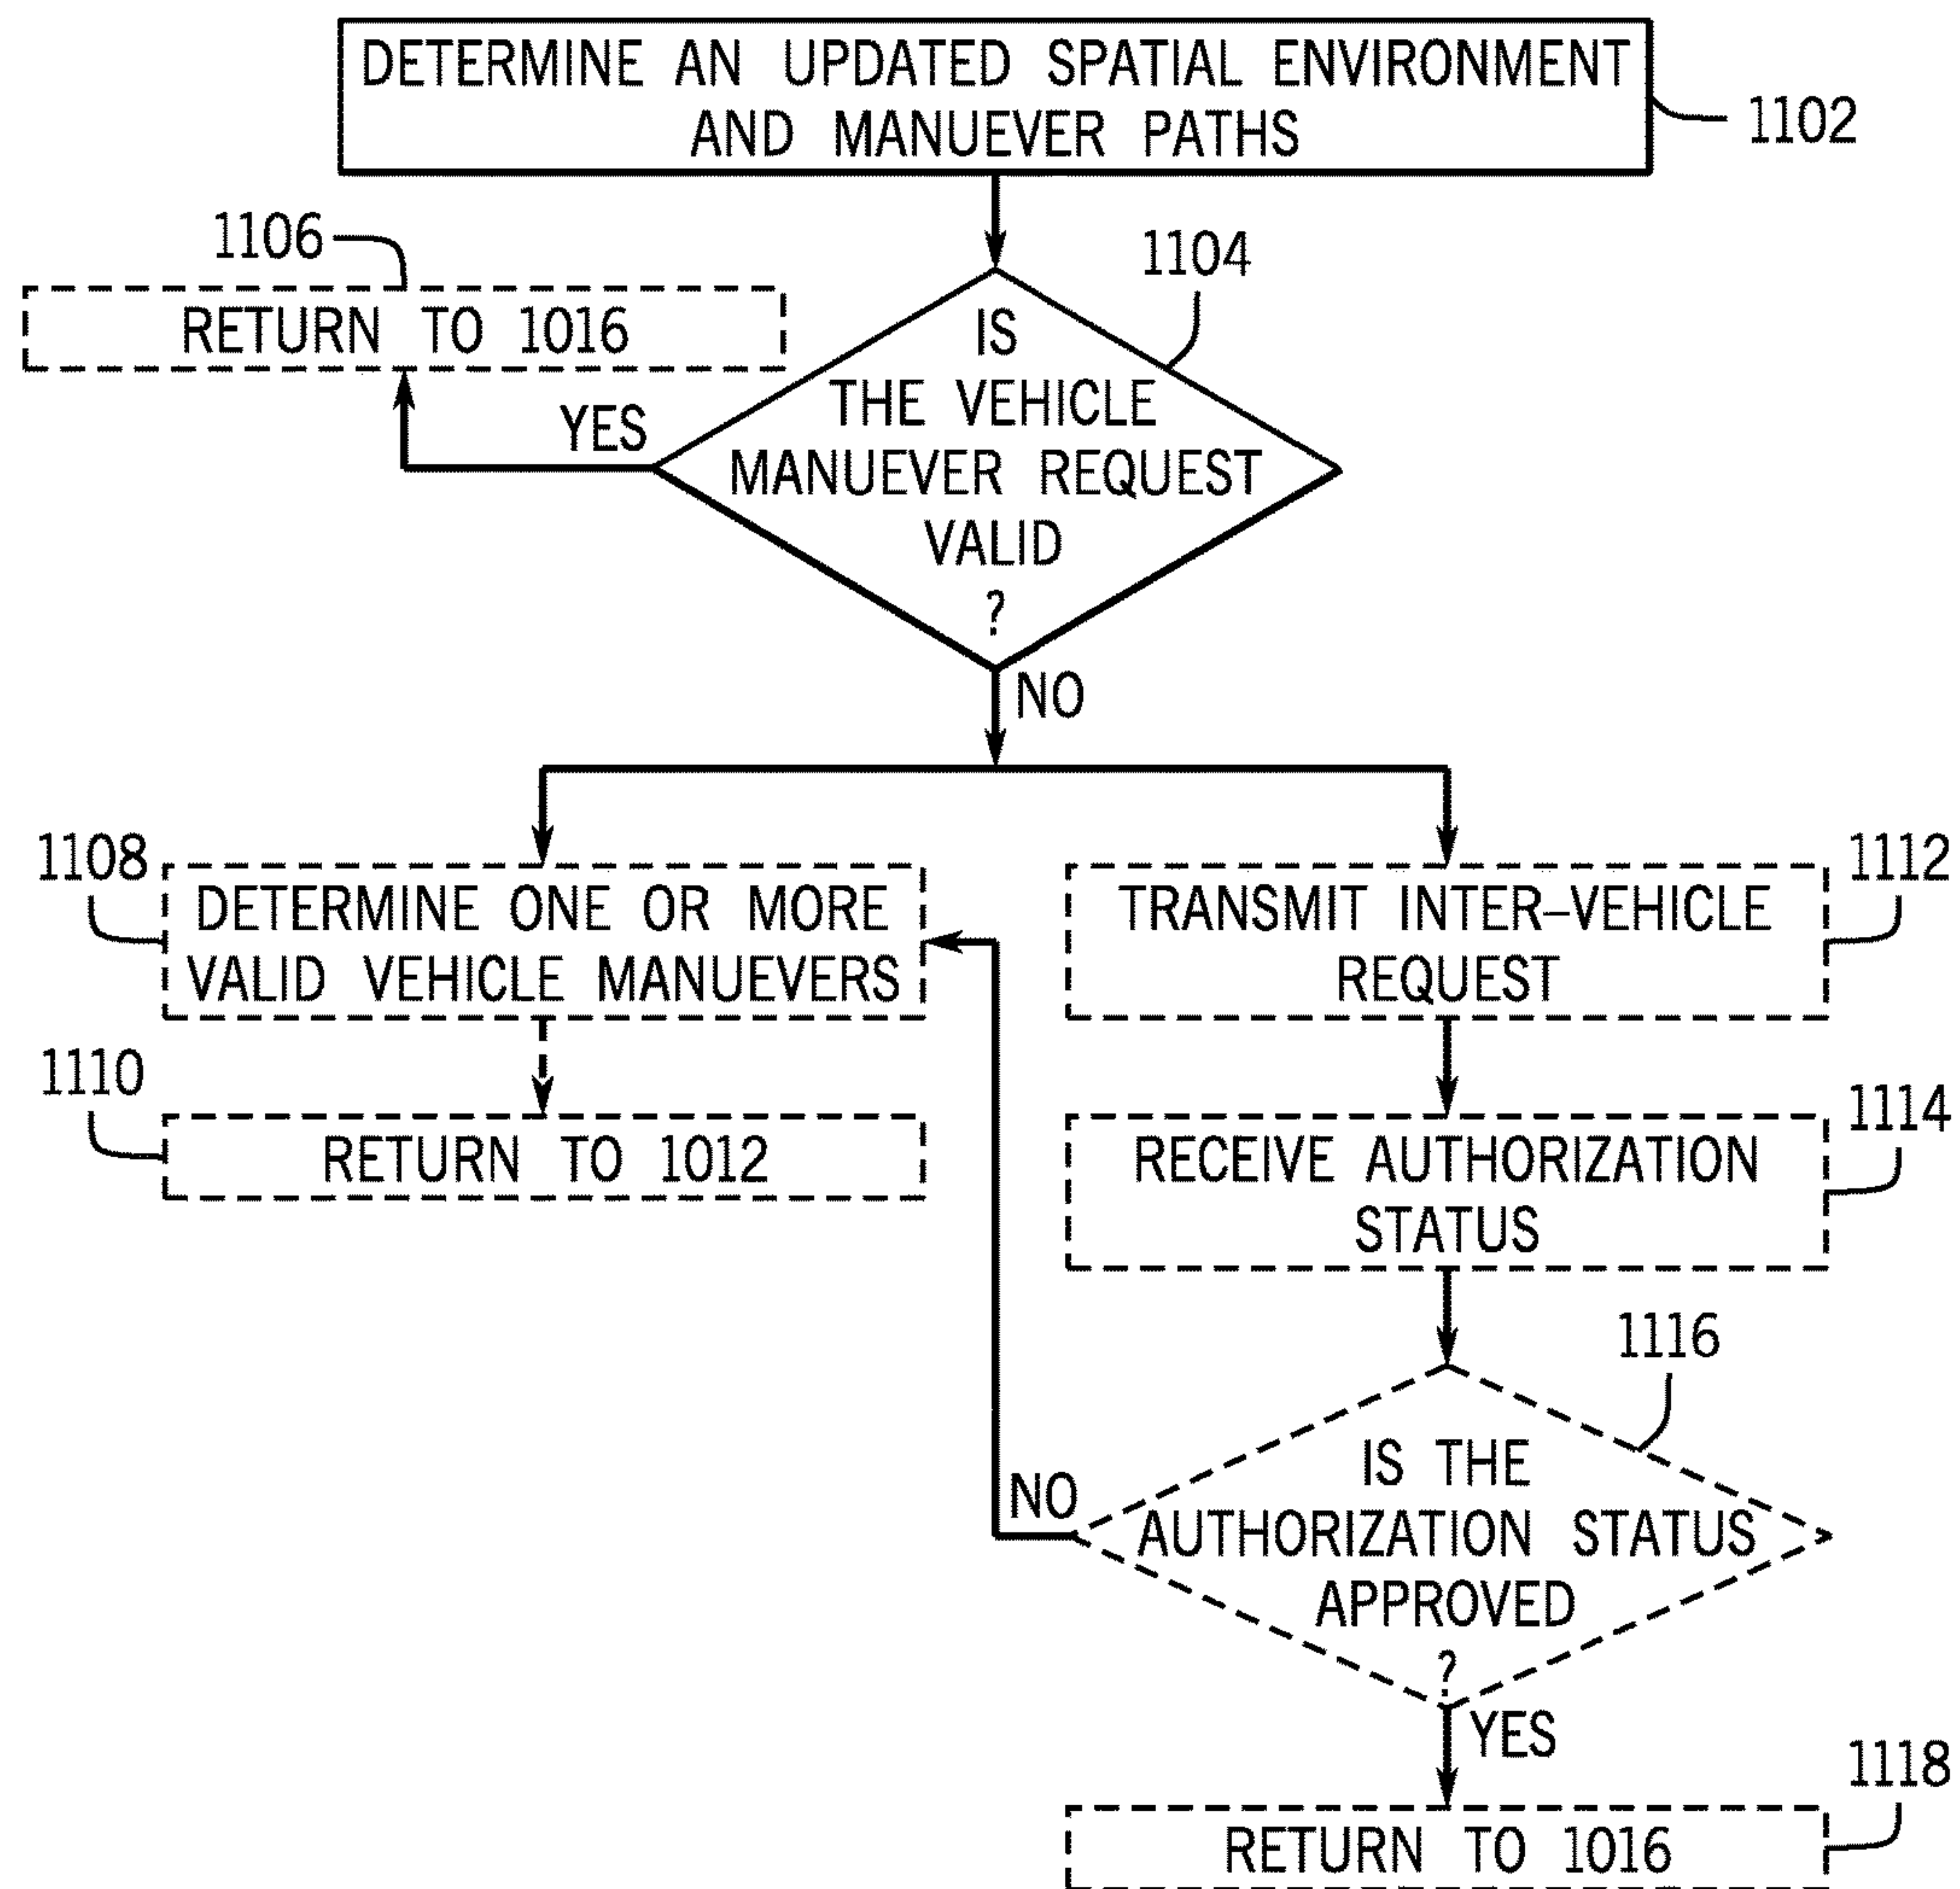 DETERMINE AN UPDATED SPATIAL ENVIRONMENT
AND MANUEVER PATHS
1102
1106
RETURN TO 1016
1104
IS
THE VEHICLE
MANUEVER REQUEST
VALID
?
YES
NO
1108
DETERMINE ONE OR MORE
VALID VEHICLE MANUEVERS
1110
RETURN TO 1012
1112
TRANSMIT INTER–VEHICLE
REQUEST
1114
RECEIVE AUTHORIZATION
STATUS
1116
IS THE
AUTHORIZATION STATUS
APPROVED
?
NO
YES
1118
RETURN TO 1016